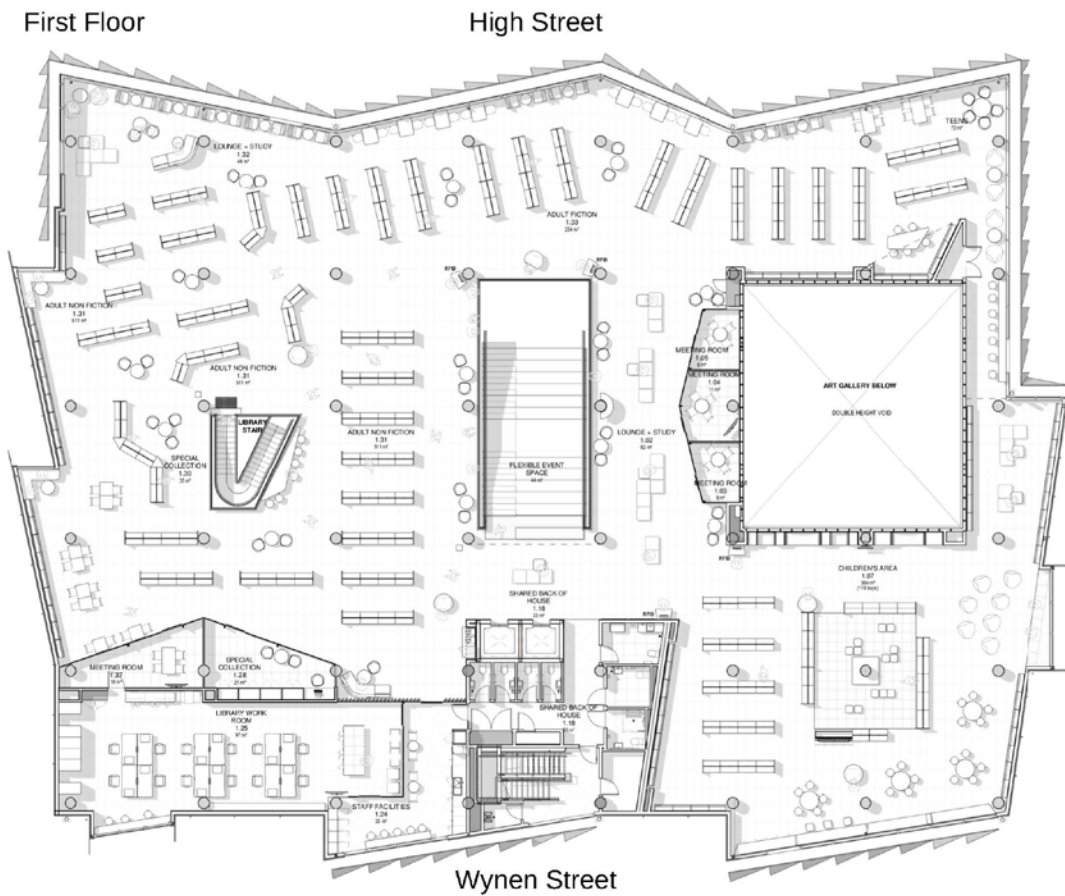 First Floor
High Street
TEENS
LOUNGE + STUDY
1.32
ADULT FICTION
1.33
RFID
RFID
ADULT NON FICTION
1.31
MEETING ROOM
1.05
MEETING ROOM
1.04
ADULT NON FICTION
1.31
ART GALLERY BELOW
DOUBLE HEIGHT VOID
LIBRARY
STAIR
ADULT NON FICTION
1.31
LOUNGE + STUDY
1.02
SPECIAL
COLLECTION
1.30
FLEXIBLE EVENT
SPACE
MEETING ROOM
1.03
RFID
CHILDREN'S AREA
1.07
SHARED BACK OF
HOUSE
1.18
RFID
MEETING ROOM
1.27
SPECIAL
COLLECTION
1.28
LIBRARY WORK
ROOM
1.25
SHARED BACK OF
HOUSE
1.18
STAFF FACILITIES
1.24
Wynen Street